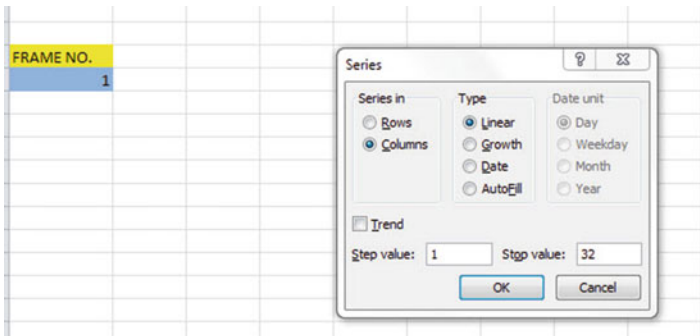 FRAME NO.
1
Series
Series in
Rows
Columns
Type
Linear
Growth
Date
AutoFill
Date unit
Day
Weekday
Month
Year
Trend
Step value: 1
Stop value: 32
OK
Cancel